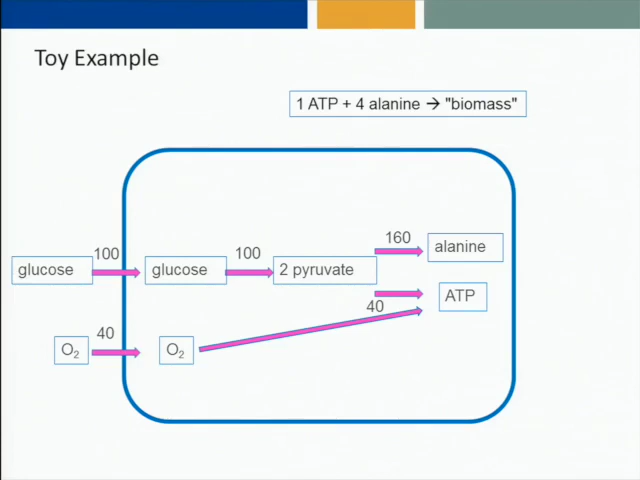 Toy Example
1 ATP + 4 alanine → "biomass"
160
alanine
100
100
glucose
glucose
2 pyruvate
ATP
40
40
O₂
O₂